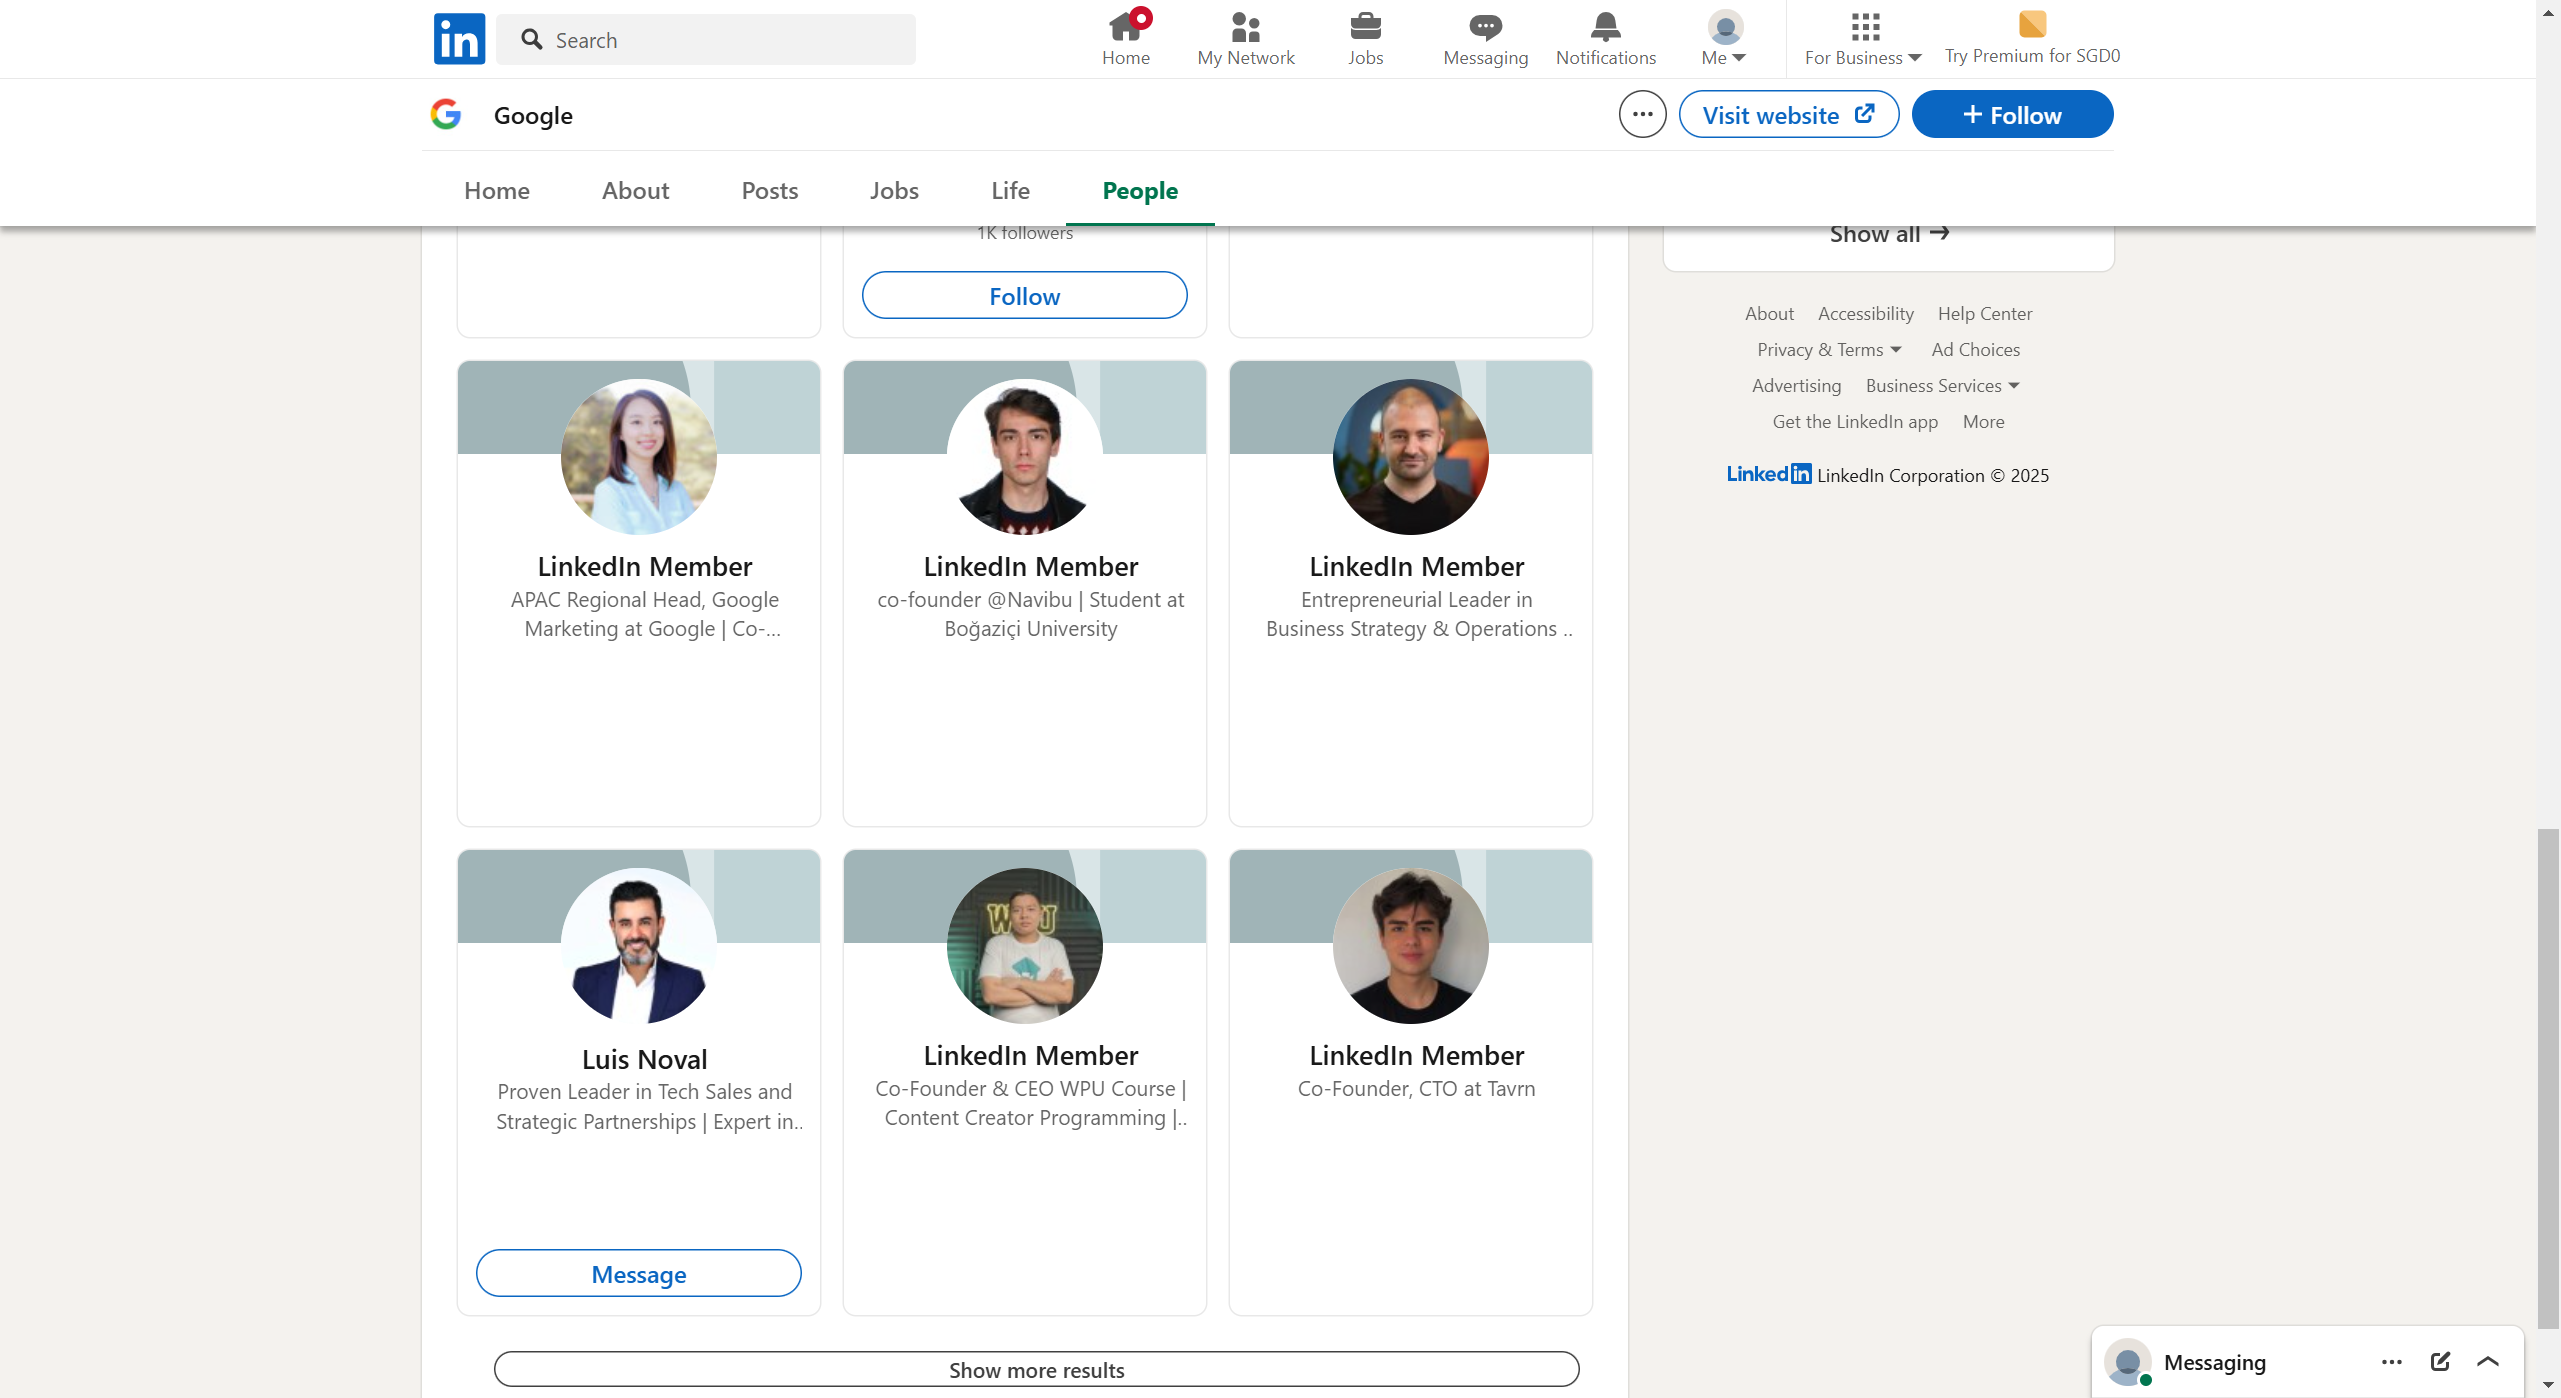 in
Search
Home
My Network
Jobs
Messaging
Notifications
Me
For Business
Try Premium for SGD0
Google
Visit website
+ Follow
Home
About
Posts
Jobs
Life
People
1K followers
Follow
Show all →
About
Accessibility
Help Center
Privacy & Terms
Ad Choices
Advertising
Business Services
Get the LinkedIn app
More
LinkedIn LinkedIn Corporation © 2025
LinkedIn Member
APAC Regional Head, Google
Marketing at Google | Co-...
LinkedIn Member
co-founder @Navibu | Student at
Boğaziçi University
LinkedIn Member
Entrepreneurial Leader in
Business Strategy & Operations ..
Luis Noval
Proven Leader in Tech Sales and
Strategic Partnerships | Expert in..
Message
WPU
LinkedIn Member
Co-Founder & CEO WPU Course |
Content Creator Programming |..
LinkedIn Member
Co-Founder, CTO at Tavrn
Show more results
Messaging